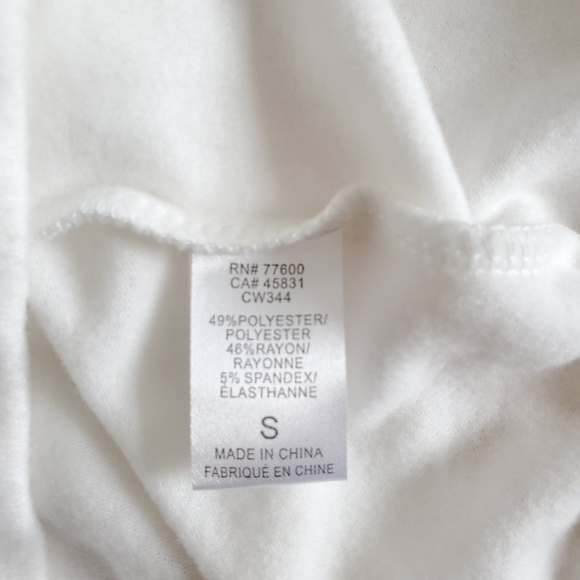 RN# 77600
CA# 45831
CW344
49%POLYESTER/
POLYESTER
46%RAYON/
RAYONNE
5% SPANDEX/
ÉLASTHANNE
S
MADE IN CHINA
FABRIQUÉ EN CHINE